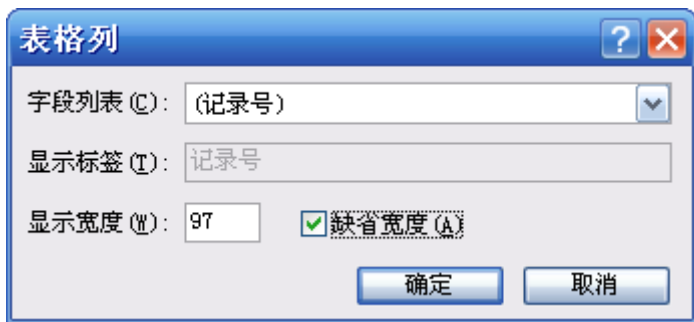 表格列
字段列表(C): (记录号)
显示标签(T): 记录号
显示宽度(W): 97 缺省宽度(A)
确定 取消